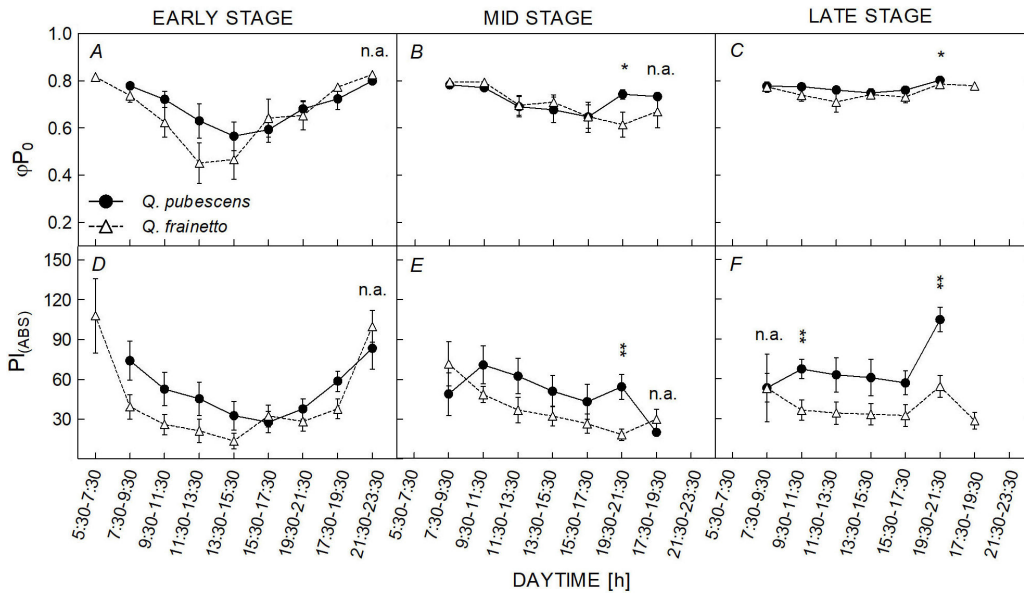 EARLY STAGE
MID STAGE
LATE STAGE
φP0
1.0
0.8
0.6
0.4
0.2
A
n.a.
Q. pubescens
Q. frainetto
B
*
n.a.
C
*
PI(ABS)
150
120
90
60
30
D
n.a.
E
**
n.a.
F
n.a.
**
**
5:30-7:30
7:30-9:30
9:30-11:30
11:30-13:30
13:30-15:30
15:30-17:30
19:30-21:30
17:30-19:30
21:30-23:30
5:30-7:30
7:30-9:30
9:30-11:30
11:30-13:30
13:30-15:30
15:30-17:30
19:30-21:30
17:30-19:30
21:30-23:30
5:30-7:30
7:30-9:30
9:30-11:30
11:30-13:30
13:30-15:30
15:30-17:30
19:30-21:30
17:30-19:30
21:30-23:30
DAYTIME [h]